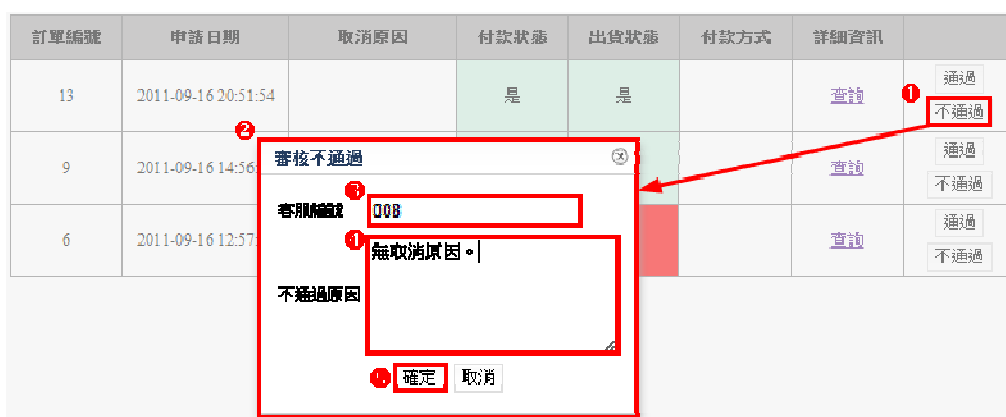 訂單編號 申請日期 取消原因 付款狀態 出貨狀態 付款方式 詳細資訊
13 2011-09-16 20:51:54 是 是 查詢 通過
1 不通過
2
審核不通過
9 2011-09-16 14:56: 查詢 通過
不通過
3
客服編號 008
6 2011-09-16 12:57: 查詢 通過
不通過
無取消原因。
不通過原因
確定 取消